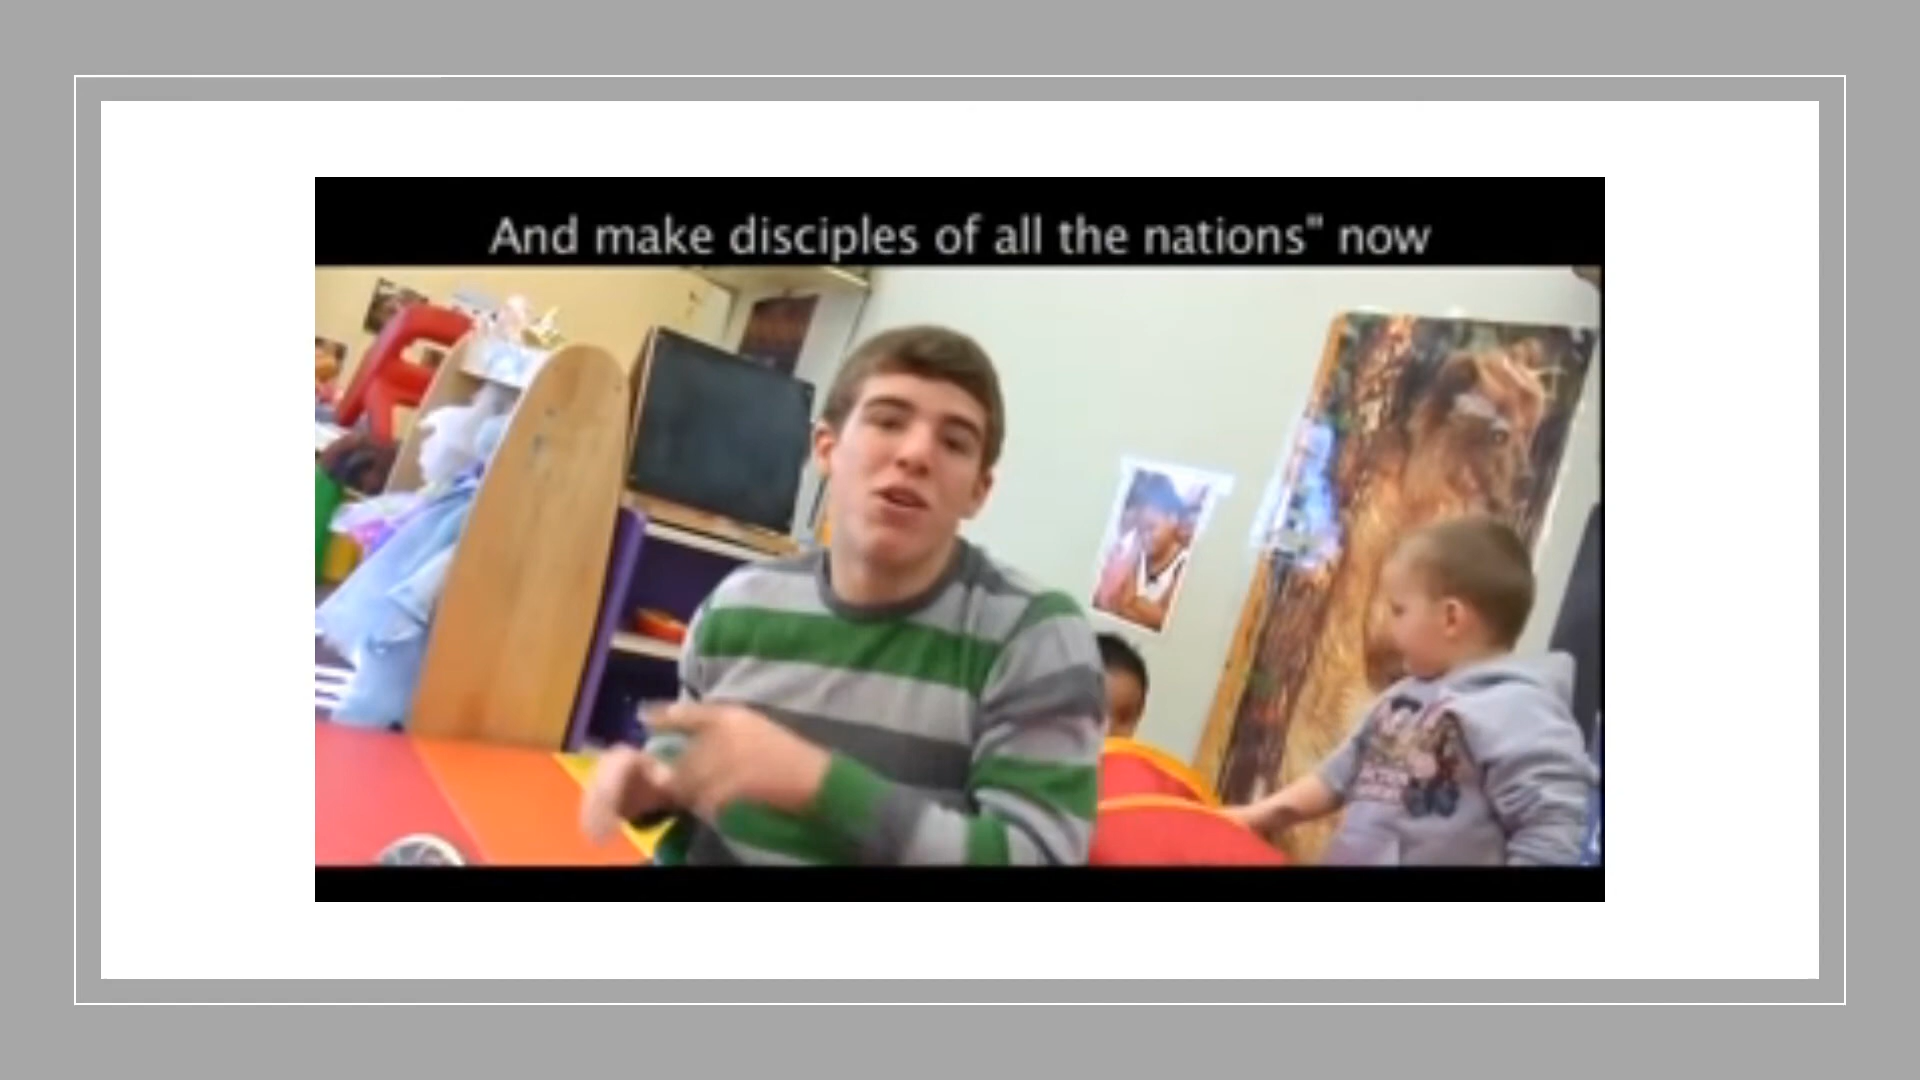 And make disciples of all the nations" now